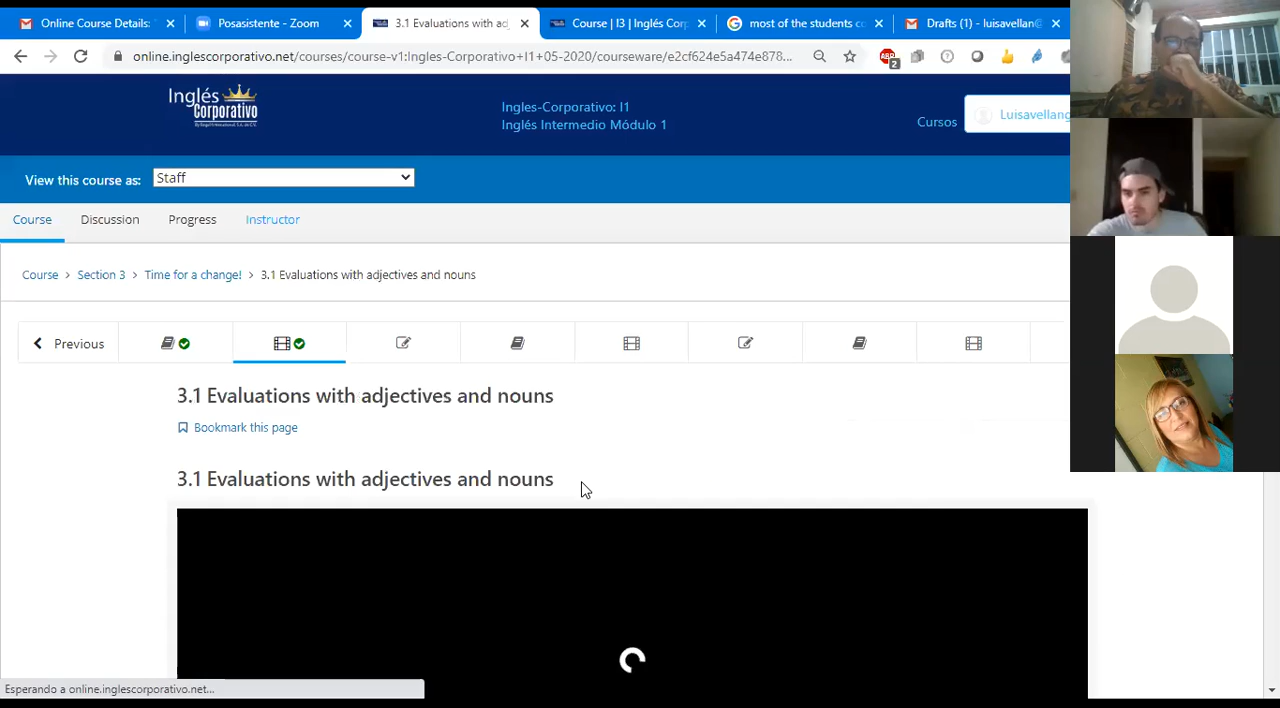 Online Course Details:
Posasistente - Zoom
3.1 Evaluations with adj
Course | I3 | Inglés Corp
most of the students co
Drafts (1) - luisavellan@
online.inglescorporativo.net/courses/course-v1:Ingles-Corporativo+I1+05-2020/courseware/e2cf624e5a474e878...
2
Inglés
Corporativo
Ingles-Corporativo: I1
Inglés Intermedio Módulo 1
Cursos
Luisavellang
View this course as:
Staff
Course
Discussion
Progress
Instructor
Course > Section 3 > Time for a change! > 3.1 Evaluations with adjectives and nouns
Previous
3.1 Evaluations with adjectives and nouns
Bookmark this page
3.1 Evaluations with adjectives and nouns
Esperando a online.inglescorporativo.net...